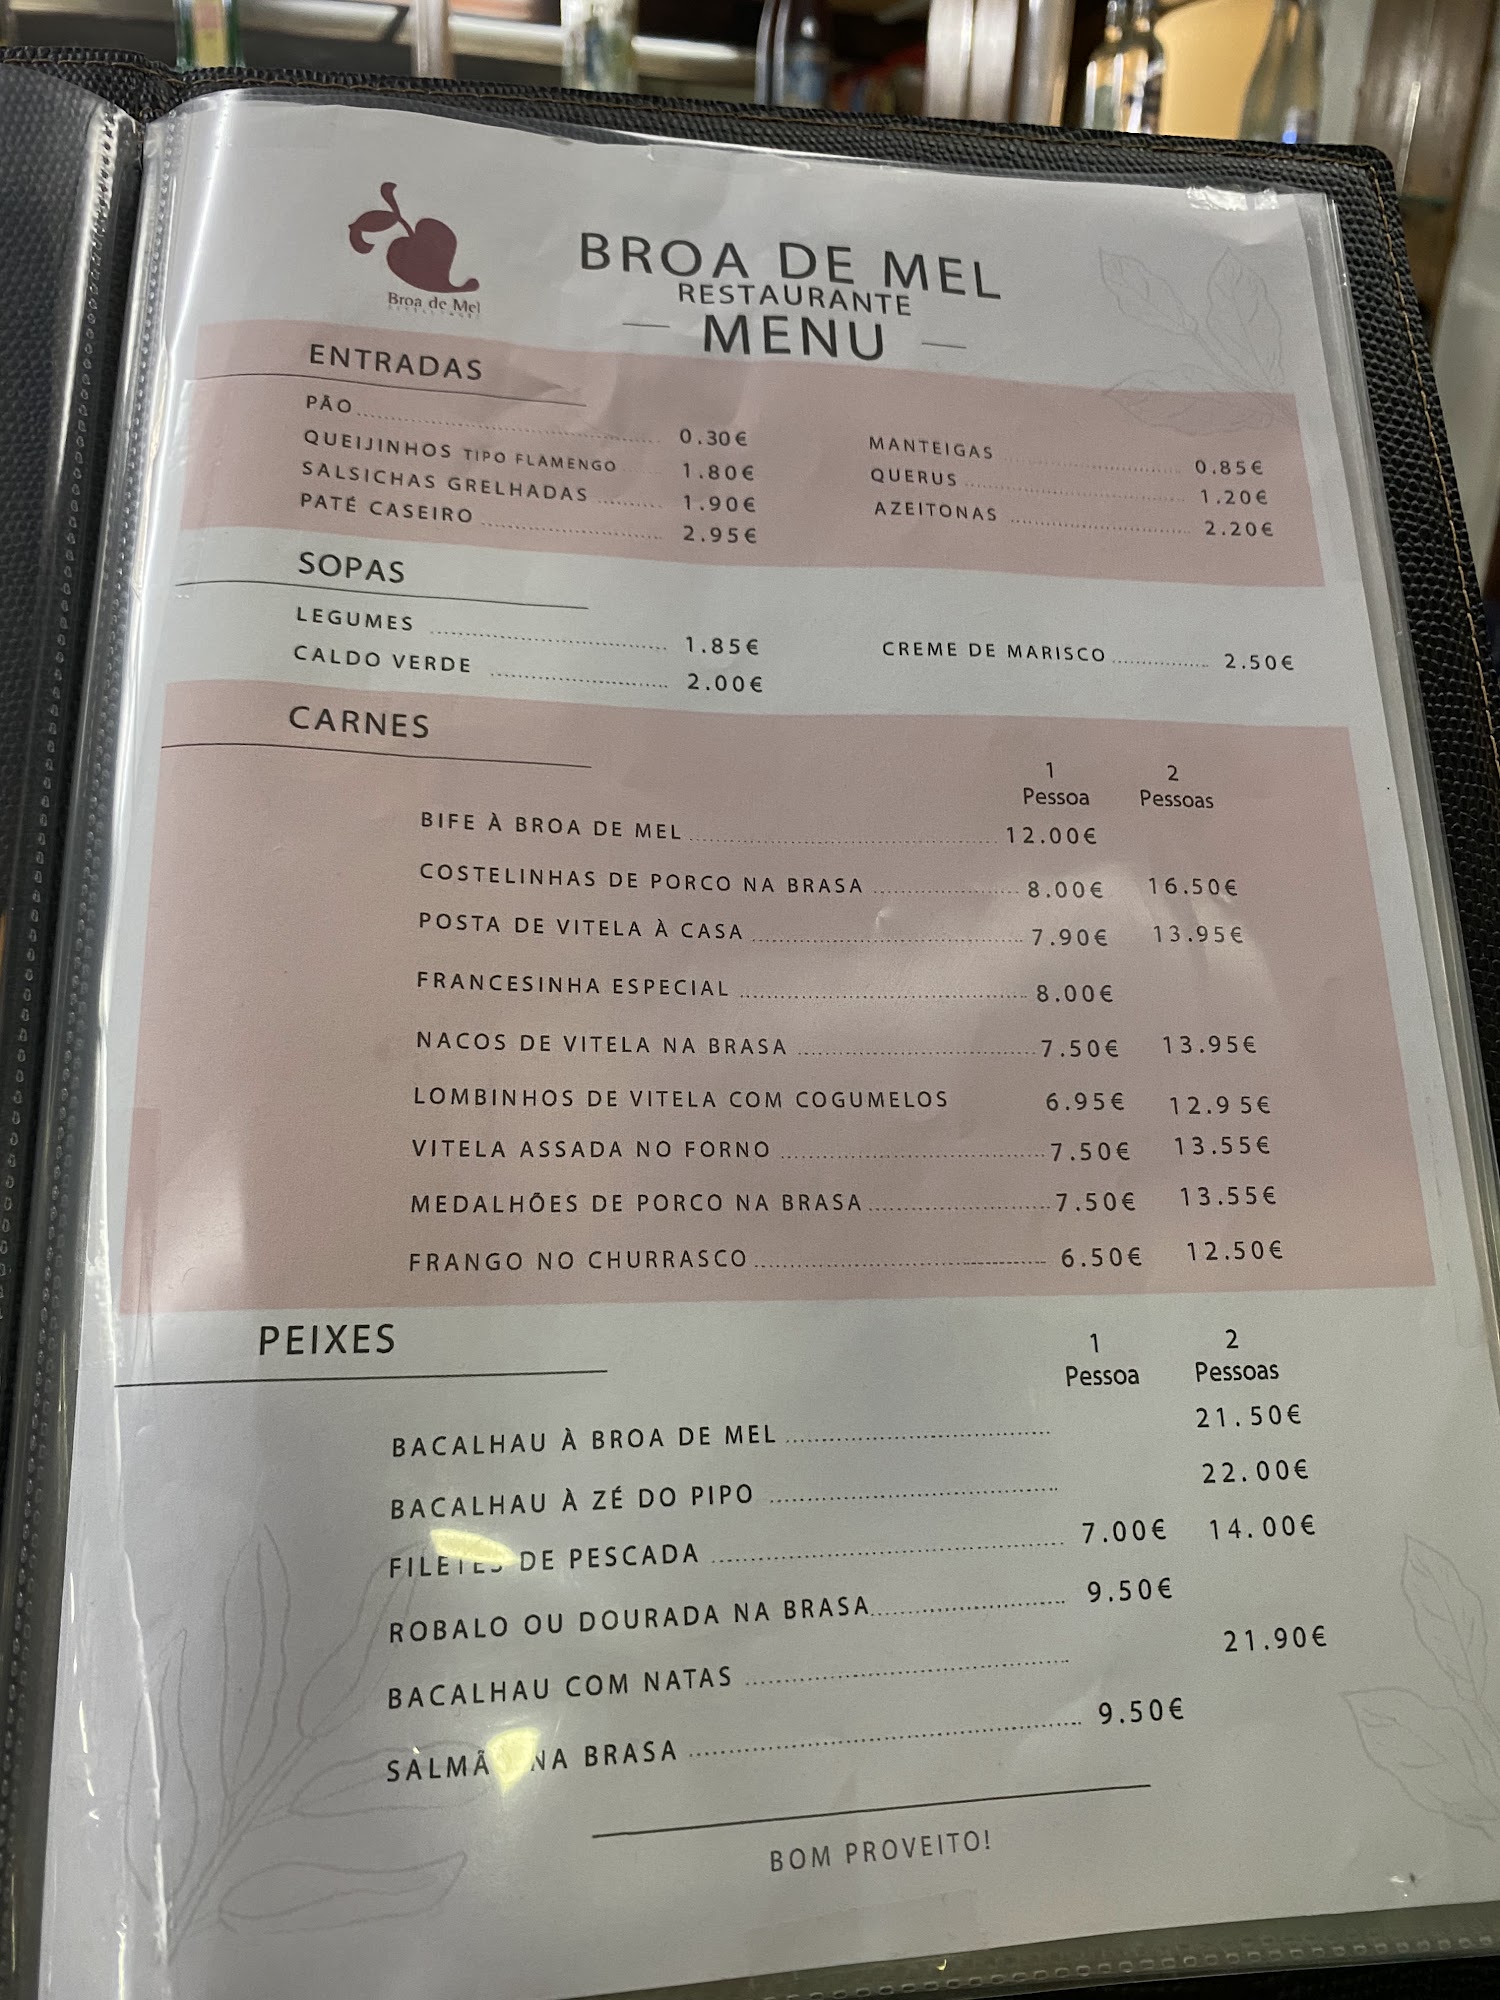 Broa de Mel
BROA DE MEL
RESTAURANTE
MENU
ENTRADAS
PÃO 0.30€
QUEIJINHOS TIPO FLAMENGO 1.80€
SALSICHAS GRELHADAS 1.90€
PATÉ CASEIRO 2.95€
MANTEIGAS 0.85€
QUERUS 1.20€
AZEITONAS 2.20€
SOPAS
LEGUMES 1.85€
CALDO VERDE 2.00€
CREME DE MARISCO 2.50€
CARNES
1 Pessoa 2 Pessoas
BIFE À BROA DE MEL 12.00€
COSTELINHAS DE PORCO NA BRASA 8.00€ 16.50€
POSTA DE VITELA À CASA 7.90€ 13.95€
FRANCESINHA ESPECIAL 8.00€
NACOS DE VITELA NA BRASA 7.50€ 13.95€
LOMBINHOS DE VITELA COM COGUMELOS 6.95€ 12.95€
VITELA ASSADA NO FORNO 7.50€ 13.55€
MEDALHÕES DE PORCO NA BRASA 7.50€ 13.55€
FRANGO NO CHURRASCO 6.50€ 12.50€
PEIXES
1 Pessoa 2 Pessoas
BACALHAU À BROA DE MEL 21.50€
BACALHAU À ZÉ DO PIPO 22.00€
FILETES DE PESCADA 7.00€ 14.00€
ROBALO OU DOURADA NA BRASA 9.50€
BACALHAU COM NATAS 21.90€
NA BRASA 9.50€
BOM PROVEITO!